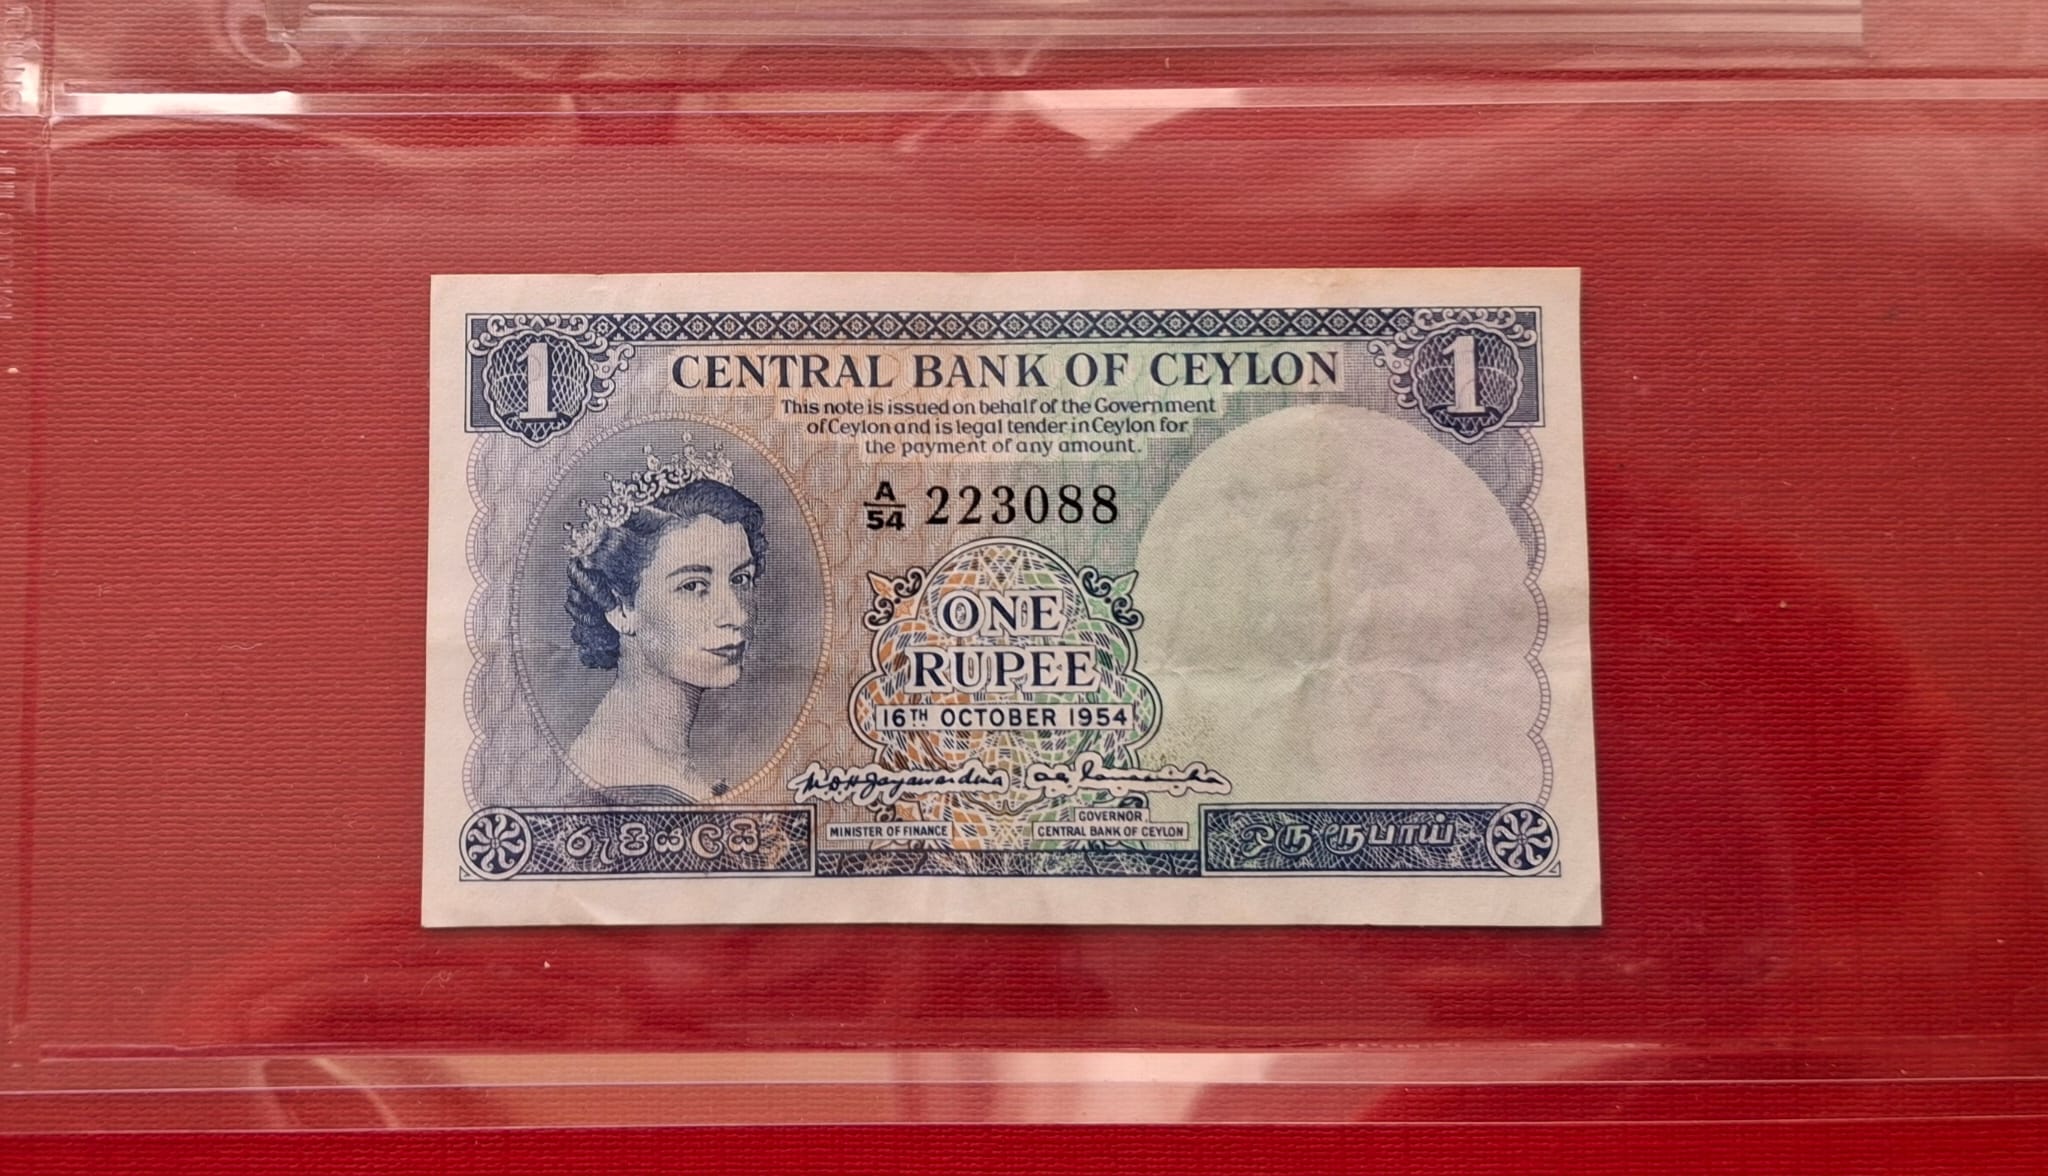 1
CENTRAL BANK OF CEYLON
1
This note is issued on behalf of the Government
of Ceylon and is legal tender in Ceylon for
the payment of any amount.
A/54 223088
ONE
RUPEE
16TH OCTOBER 1954
M.D.H. Jayawardena
MINISTER OF FINANCE
GOVERNOR
CENTRAL BANK OF CEYLON
රුපියලයි
ஒரு ரூபாய்